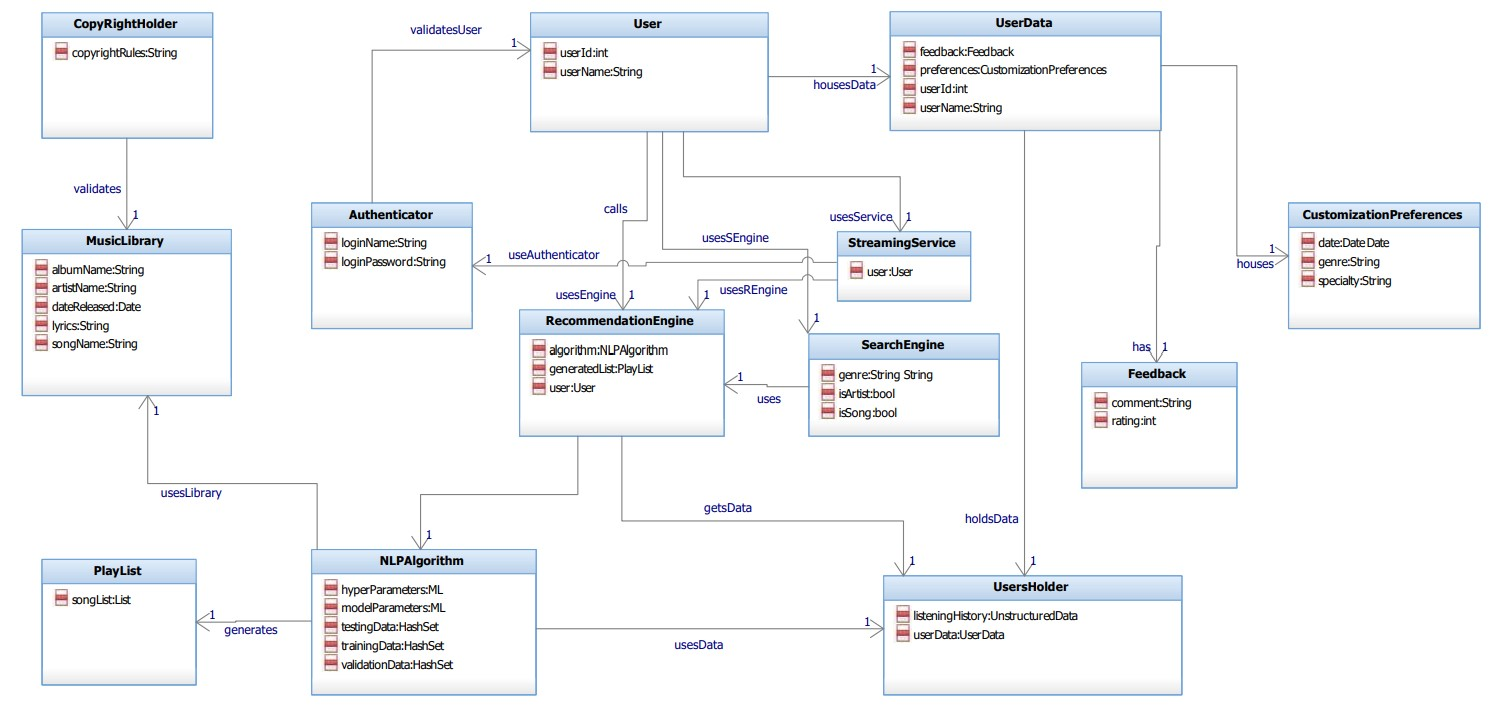 CopyRightHolder
copyrightRules:String
validatesUser
1
User
userId:int
userName:String
1
housesData
UserData
feedback:Feedback
preferences:CustomizationPreferences
userId:int
userName:String
validates
1
calls
Authenticator
loginName:String
loginPassword:String
1
useAuthenticator
usesSEngine
usesService
1
StreamingService
user:User
1
houses
CustomizationPreferences
date:Date Date
genre:String
specialty:String
MusicLibrary
albumName:String
artistName:String
dateReleased:Date
lyrics:String
songName:String
usesEngine
1
1
usesREngine
1
RecommendationEngine
algorithm:NLPAlgorithm
generatedList:PlayList
user:User
SearchEngine
genre:String String
isArtist:bool
isSong:bool
1
uses
has
1
Feedback
comment:String
rating:int
1
usesLibrary
getsData
holdsData
1
1
1
NLPAlgorithm
hyperParameters:ML
modelParameters:ML
testingData:HashSet
trainingData:HashSet
validationData:HashSet
PlayList
songList:List
1
generates
1
usesData
UsersHolder
listeningHistory:UnstructuredData
userData:UserData